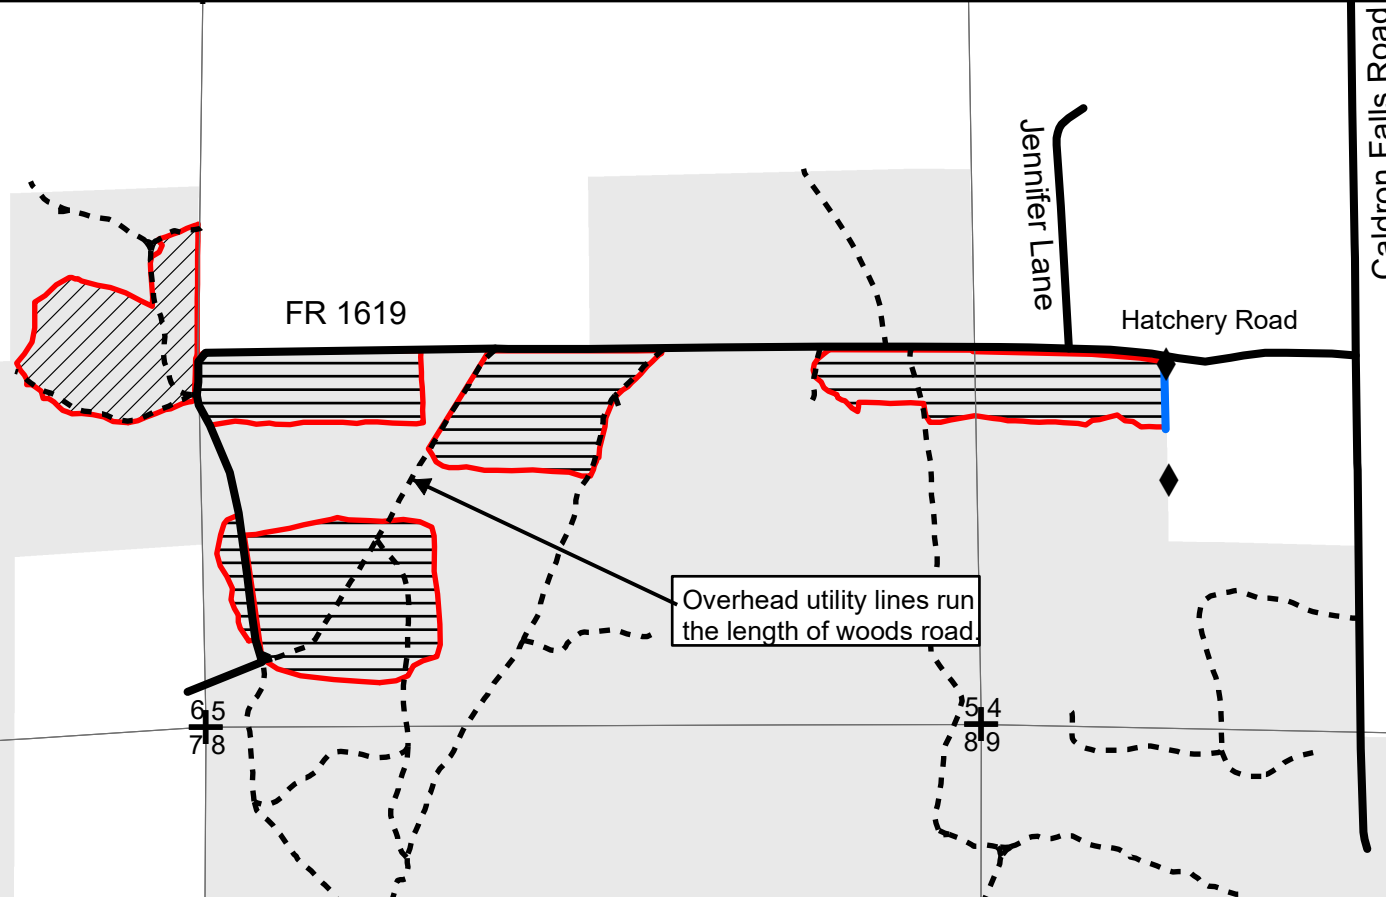 Caldron Falls Road
Jennifer Lane
FR 1619
Hatchery Road
Overhead utility lines run
the length of woods road.
6 5
7 8
5 4
8 9